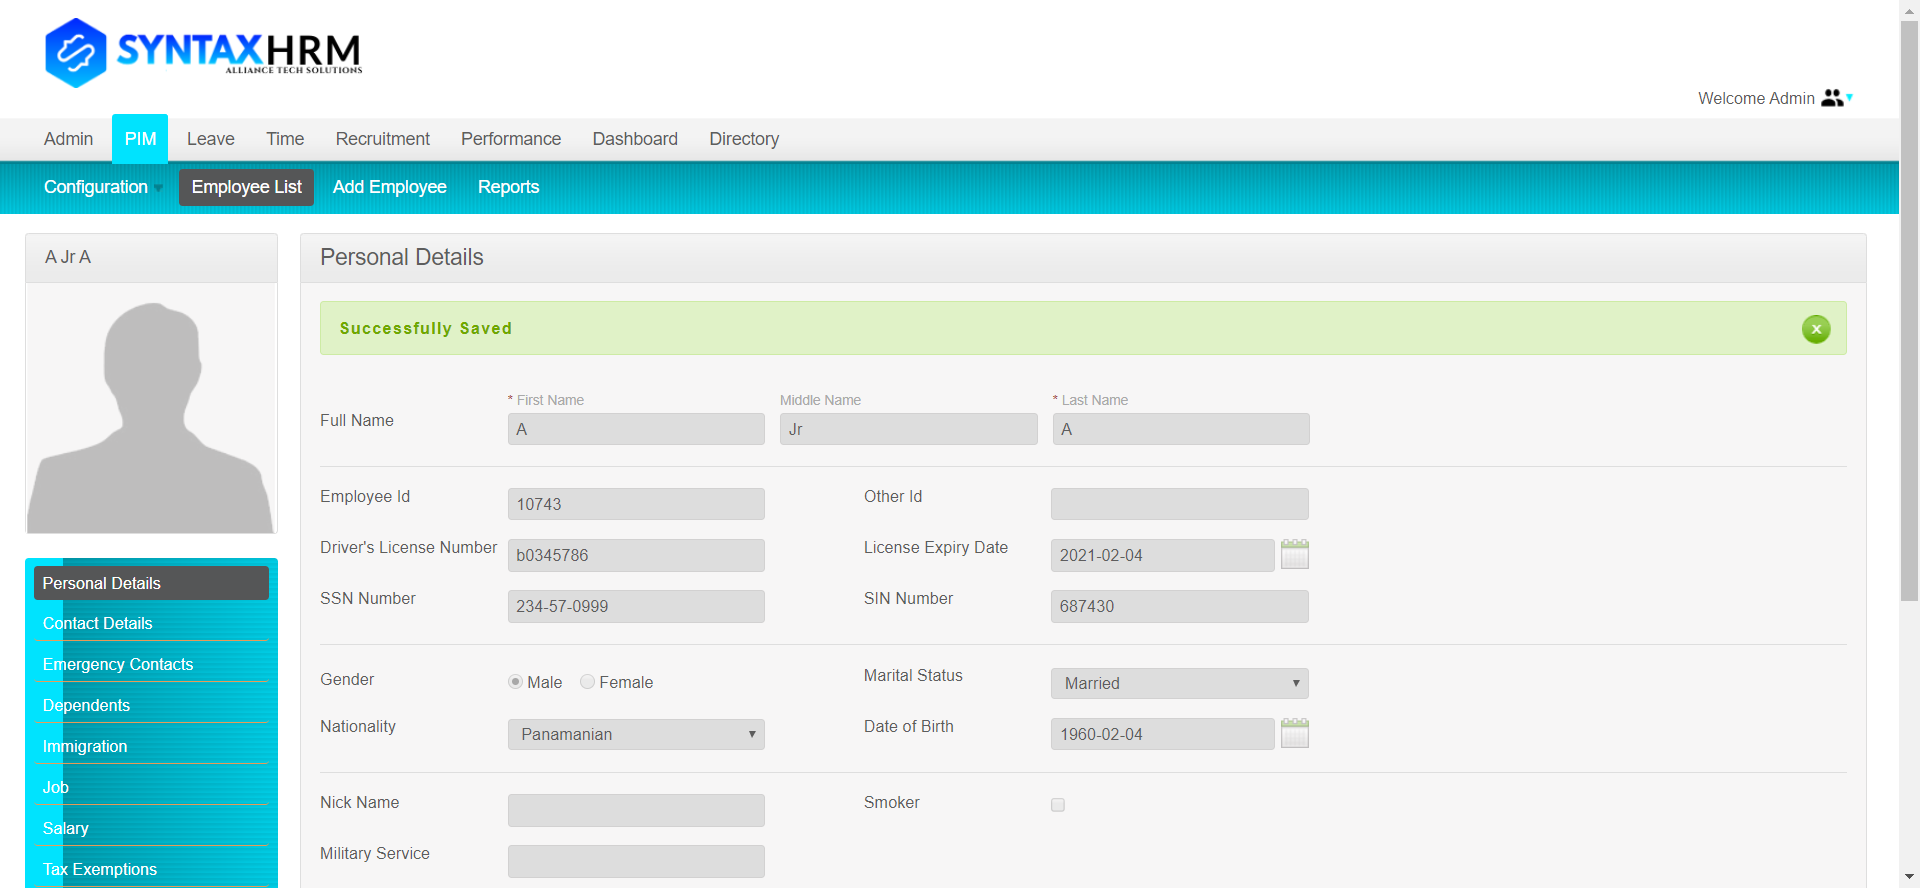 SYNTAXHRM
ALLIANCE TECH SOLUTIONS
Welcome Admin
Admin PIM Leave Time Recruitment Performance Dashboard Directory
Configuration Employee List Add Employee Reports
A Jr A
Personal Details
Successfully Saved
x
* First Name Middle Name * Last Name
Full Name A Jr A
Employee Id 10743 Other Id
Driver's License Number b0345786 License Expiry Date 2021-02-04
SSN Number 234-57-0999 SIN Number 687430
Gender Male Female Marital Status Married
Nationality Panamanian Date of Birth 1960-02-04
Nick Name Smoker
Military Service
Personal Details
Contact Details
Emergency Contacts
Dependents
Immigration
Job
Salary
Tax Exemptions